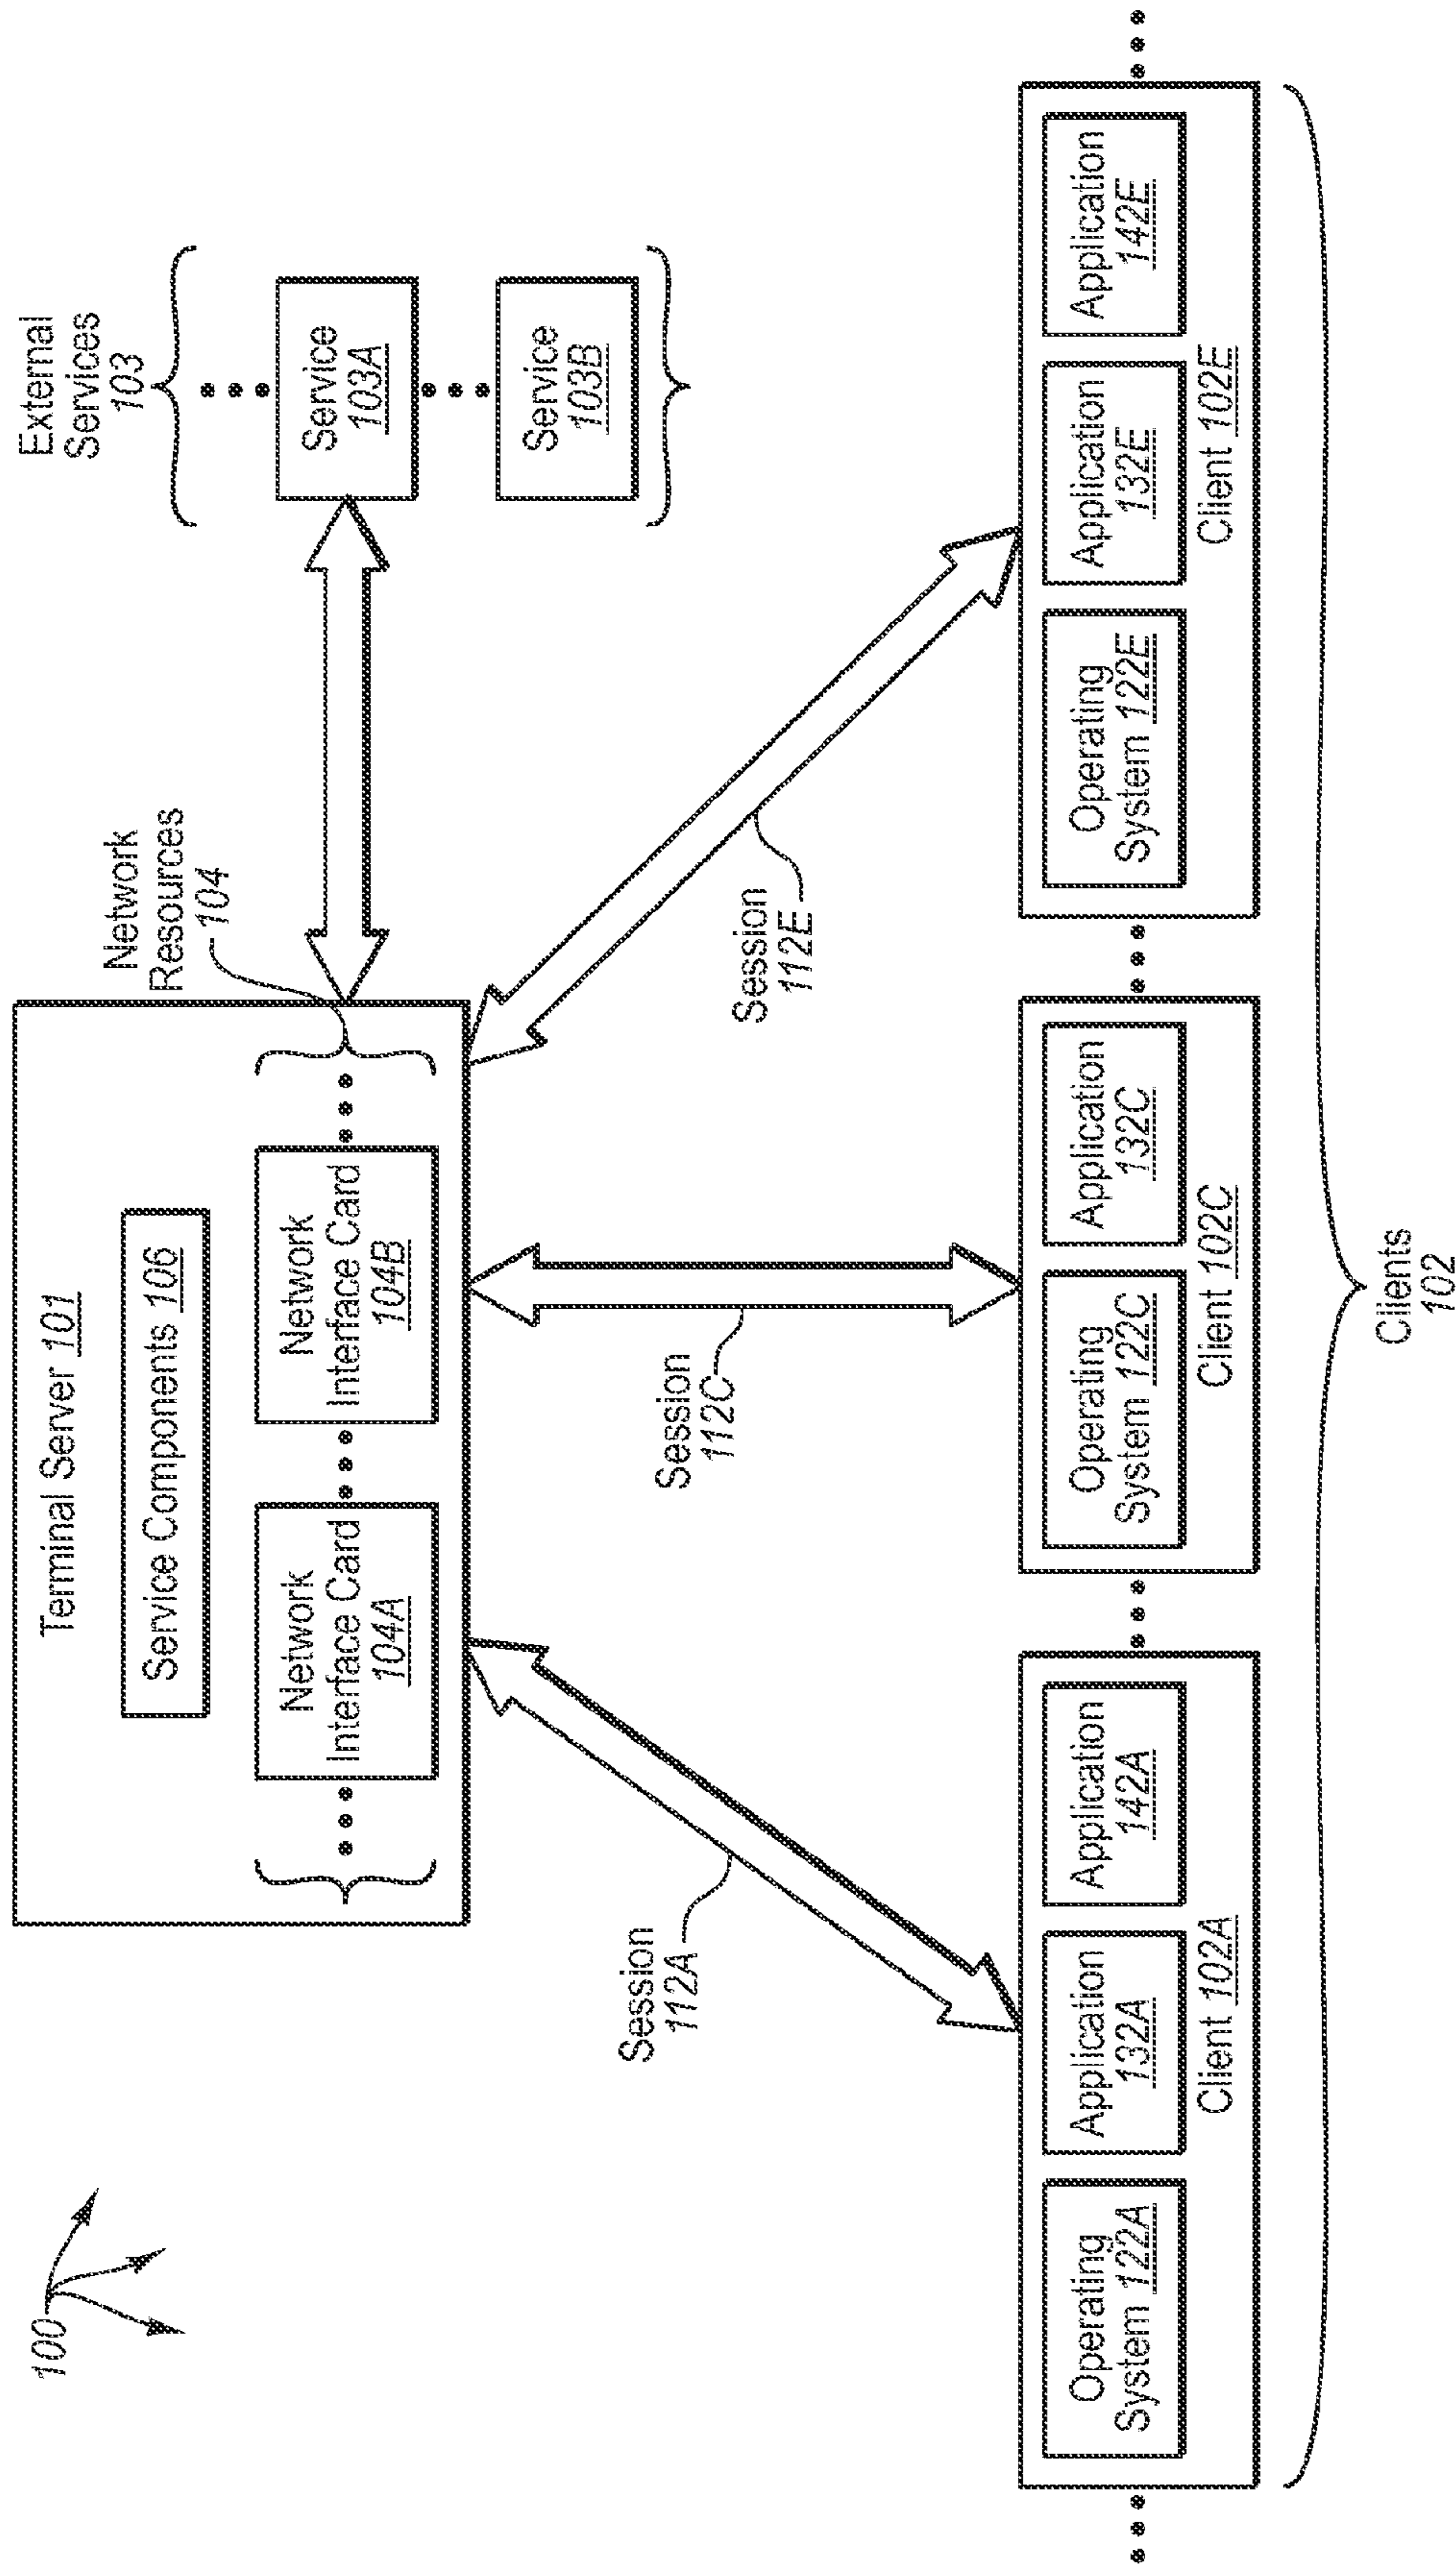 100
Terminal Server 101
Service Components 106
Network
Interface Card
104A
Network
Interface Card
104B
Network
Resources
104
External
Services
103
Service
103A
Service
103B
Session
112A
Session
112C
Session
112E
Operating
System 122A
Application
132A
Application
142A
Client 102A
Operating
System 122C
Application
132C
Client 102C
Operating
System 122E
Application
132E
Application
142E
Client 102E
Clients
102